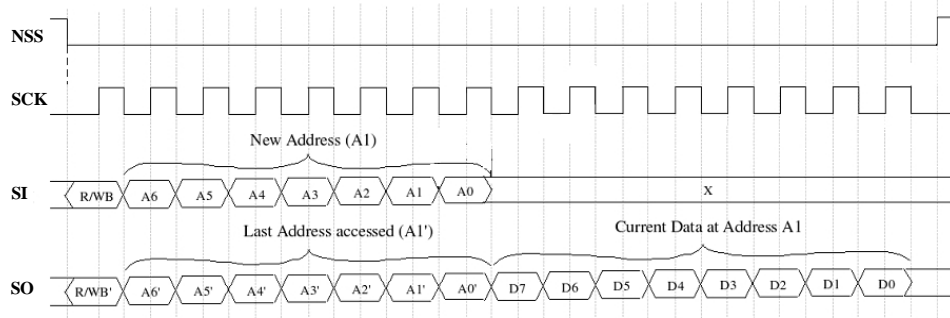 NSS
SCK
New Address (A1)
SI R/WB A6 A5 A4 A3 A2 A1 A0 X
Last Address accessed (A1') Current Data at Address A1
SO R/WB' A6' A5' A4' A3' A2' A1' A0' D7 D6 D5 D4 D3 D2 D1 D0